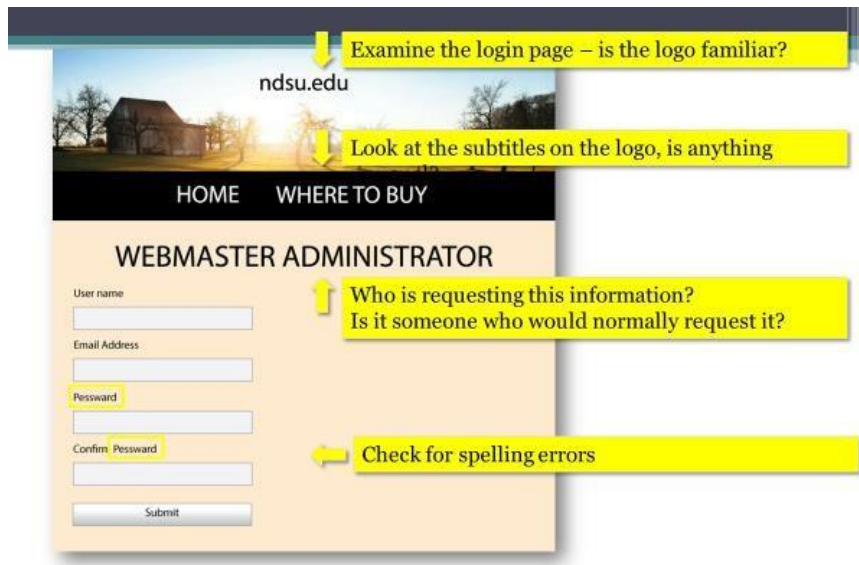 Examine the login page – is the logo familiar?
ndsu.edu
Look at the subtitles on the logo, is anything
HOME WHERE TO BUY
WEBMASTER ADMINISTRATOR
User name
Who is requesting this information?
Is it someone who would normally request it?
Email Address
Pessward
Confim Pessward
Check for spelling errors
Submit